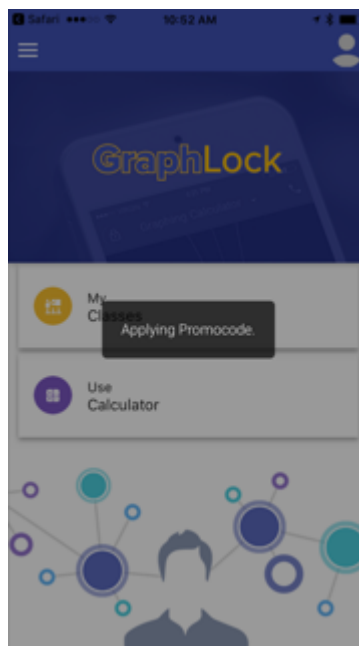 Safari
10:52 AM
GraphLock
My
Classes
Applying Promocode.
Use
Calculator